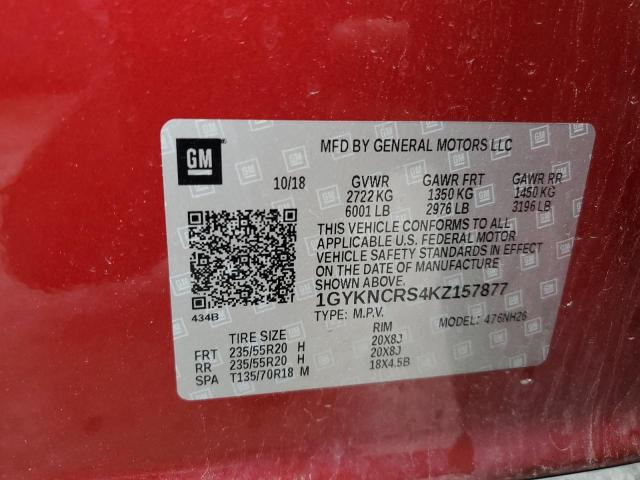 GM
MFD BY GENERAL MOTORS LLC
10/18 GVWR GAWR FRT GAWR RR
2722 KG 1350 KG 1450 KG
6001 LB 2976 LB 3196 LB
THIS VEHICLE CONFORMS TO ALL
APPLICABLE U.S. FEDERAL MOTOR
VEHICLE SAFETY STANDARDS IN EFFECT
ON THE DATE OF MANUFACTURE
SHOWN ABOVE.
1GYKNCRS4KZ157877
434B
TYPE: M.P.V. MODEL: 476NH26
TIRE SIZE RIM
FRT 235/55R20 H 20X8J
RR 235/55R20 H 20X8J
SPA T135/70R18 M 18X4.5B